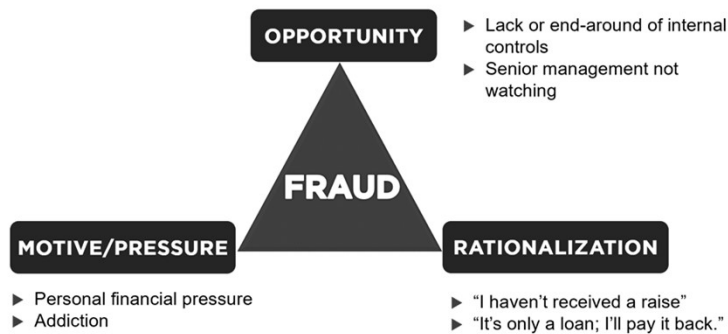 OPPORTUNITY
▶ Lack or end-around of internal
controls
▶ Senior management not
watching
FRAUD
MOTIVE/PRESSURE
▶ Personal financial pressure
▶ Addiction
RATIONALIZATION
▶ “I haven’t received a raise”
▶ “It’s only a loan; I’ll pay it back.”